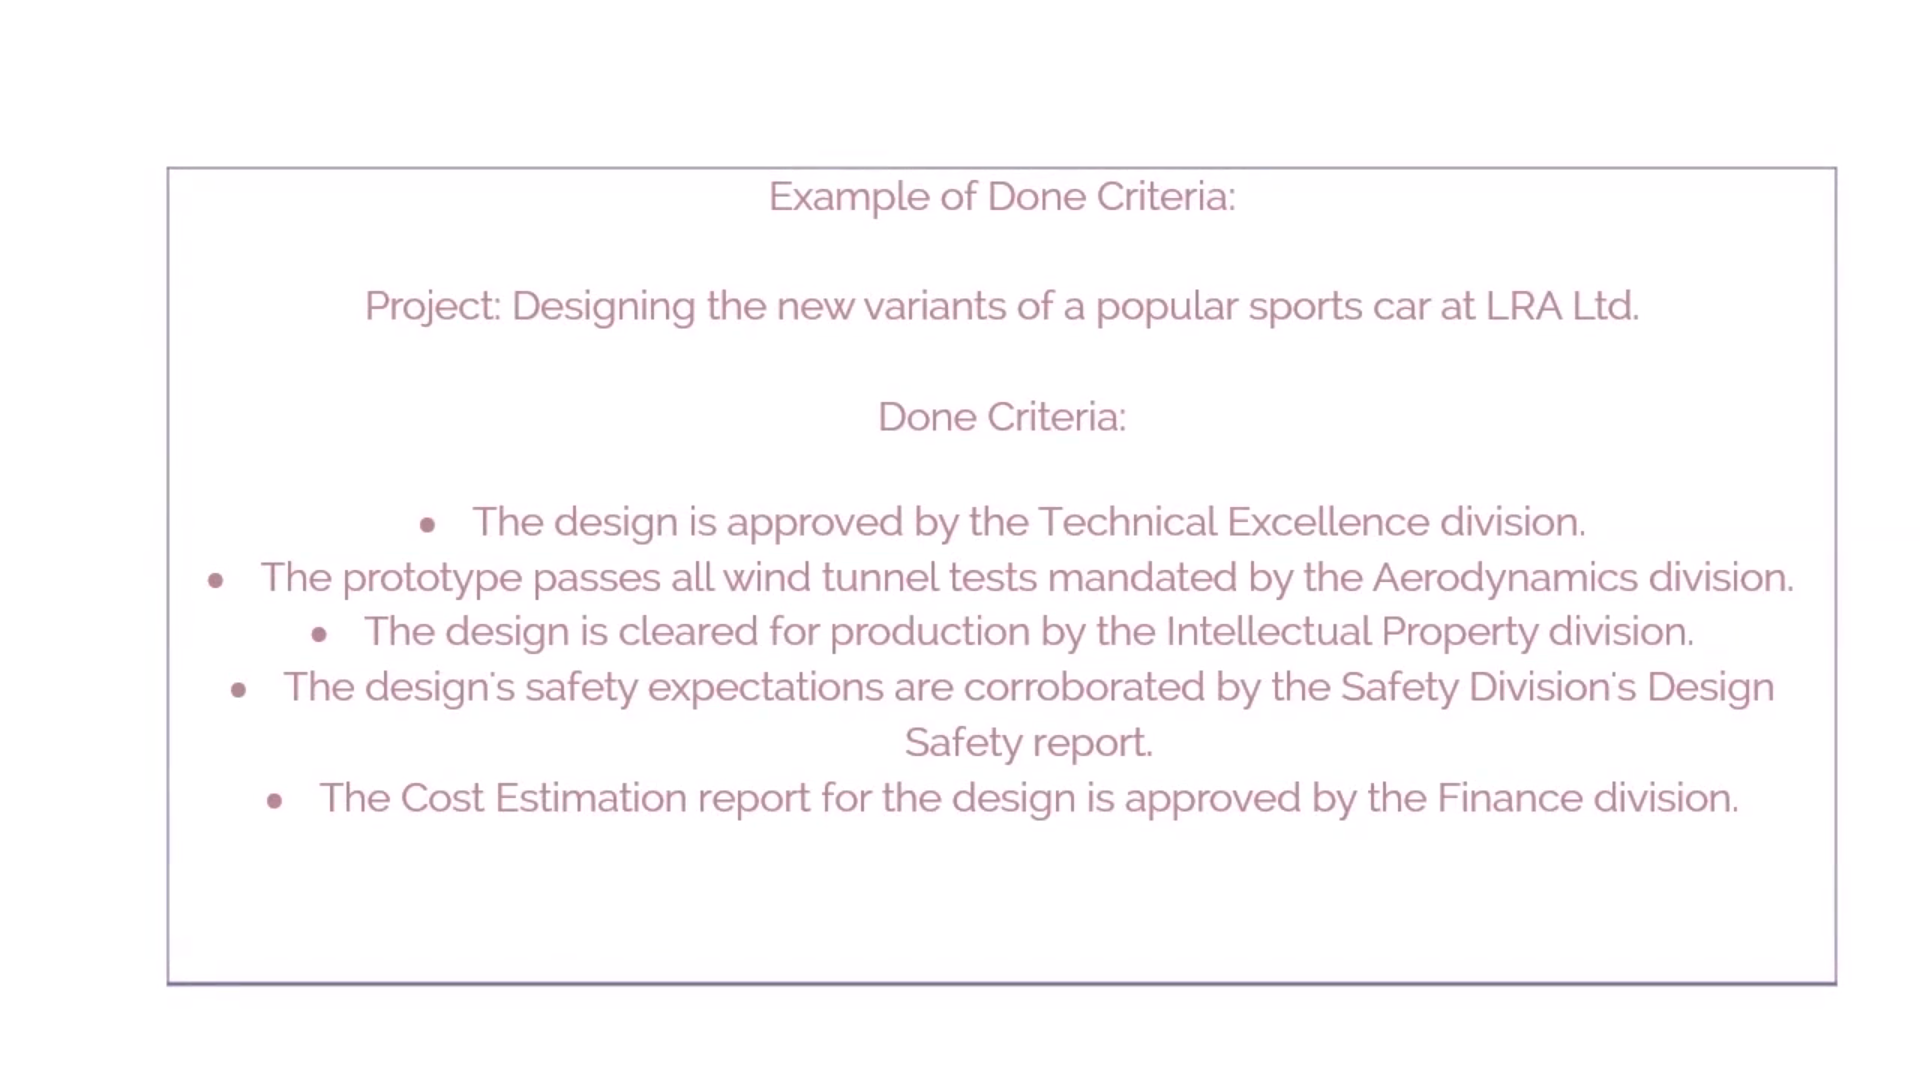 Example of Done Criteria:
Project: Designing the new variants of a popular sports car at LRA Ltd.
Done Criteria:
• The design is approved by the Technical Excellence division.
• The prototype passes all wind tunnel tests mandated by the Aerodynamics division.
• The design is cleared for production by the Intellectual Property division.
• The design's safety expectations are corroborated by the Safety Division's Design
Safety report.
• The Cost Estimation report for the design is approved by the Finance division.